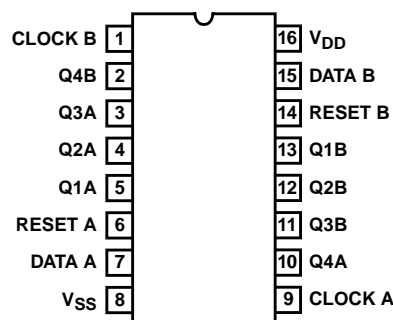 CLOCK B 1 16 VDD
Q4B 2 15 DATA B
Q3A 3 14 RESET B
Q2A 4 13 Q1B
Q1A 5 12 Q2B
RESET A 6 11 Q3B
DATA A 7 10 Q4A
VSS 8 9 CLOCK A